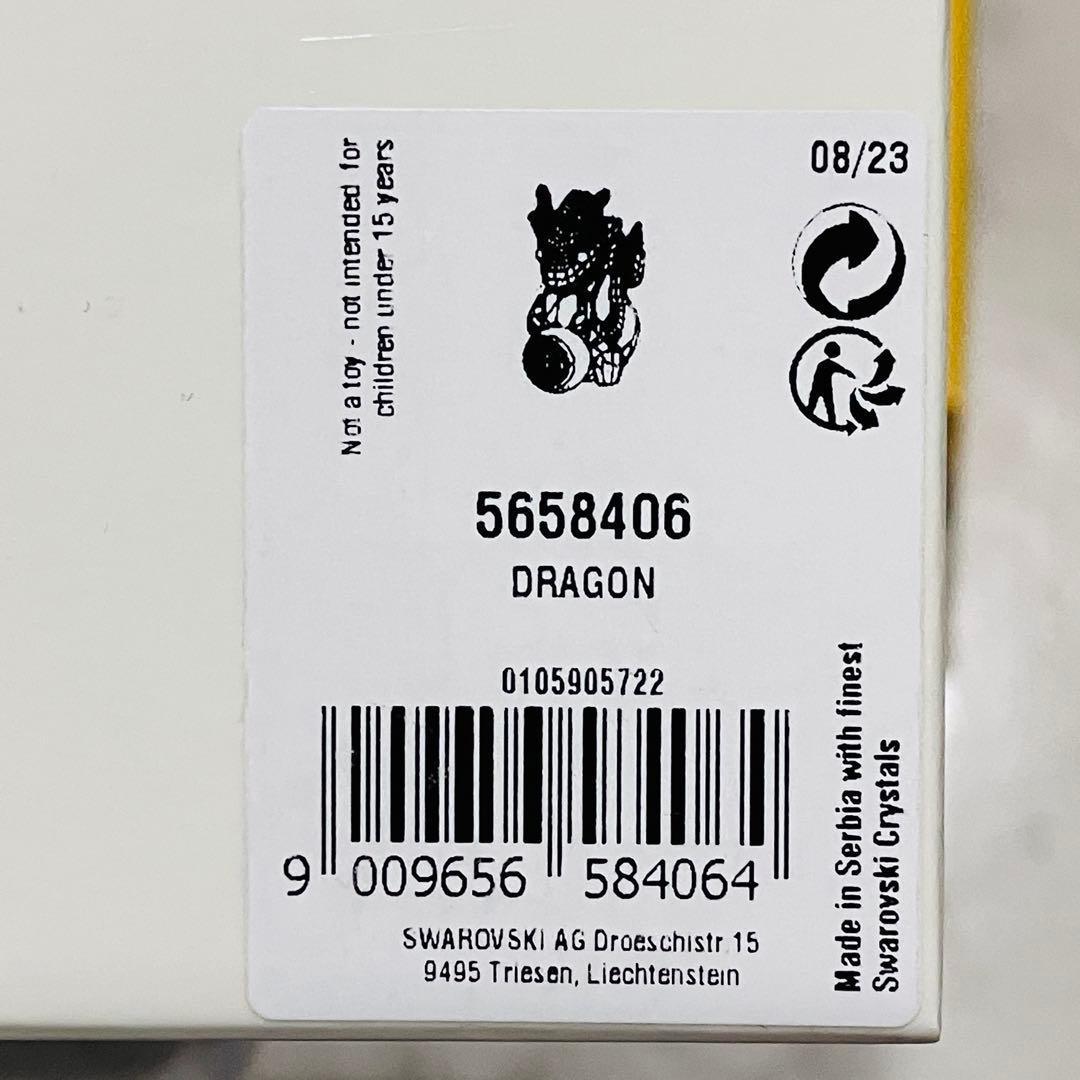 Not a toy - not intended for
children under 15 years
08/23
5658406
DRAGON
0105905722
9 009656 584064
SWAROVSKI AG Droeschistr. 15
9495 Triesen, Liechtenstein
Made in Serbia with finest
Swarovski Crystals